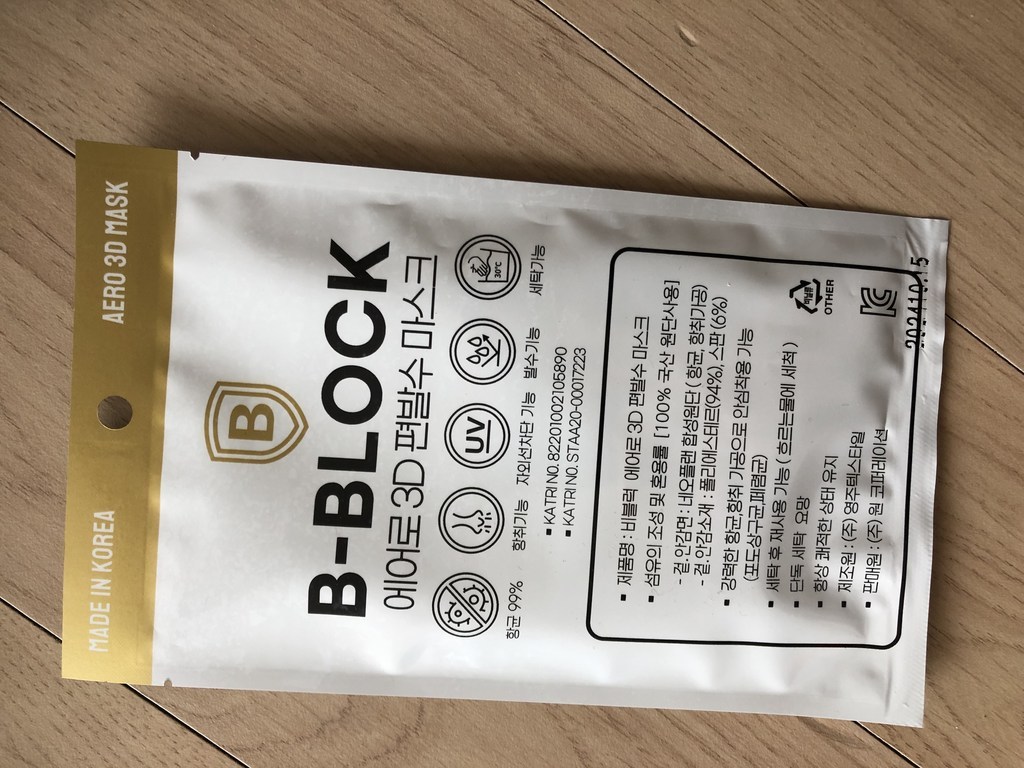 MADE IN KOREA
AERO 3D MASK
B
B-BLOCK
에어로 3D 편발수 마스크
UV
30℃
항균 99%
항취기능
자외선차단 기능
발수기능
세탁기능
▪ KATRI NO. 822010002105890
▪ KATRI NO. STAA20-00017223
▪ 제품명 : 비블럭 에어로 3D 편발수 마스크
▪ 섬유의 조성 및 혼용률 [100% 국산 원단사용]
- 겉,안감면 : 네오플랜 합성원단 ( 항균, 항취가공)
- 겉,안감소재 : 폴리에스테르(94%), 스판(6%)
▪ 강력한 항균항취 가공으로 안심착용 가능
(포도상구균,폐렴균)
▪ 세탁 후 재사용 가능 ( 흐르는물에 세척 )
▪ 단독 세탁 요망
▪ 항상 쾌적한 상태 유지
▪ 제조원 : (주) 영주텍스타일
▪ 판매원 : (주) 원 코퍼레이션
OTHER
20241015